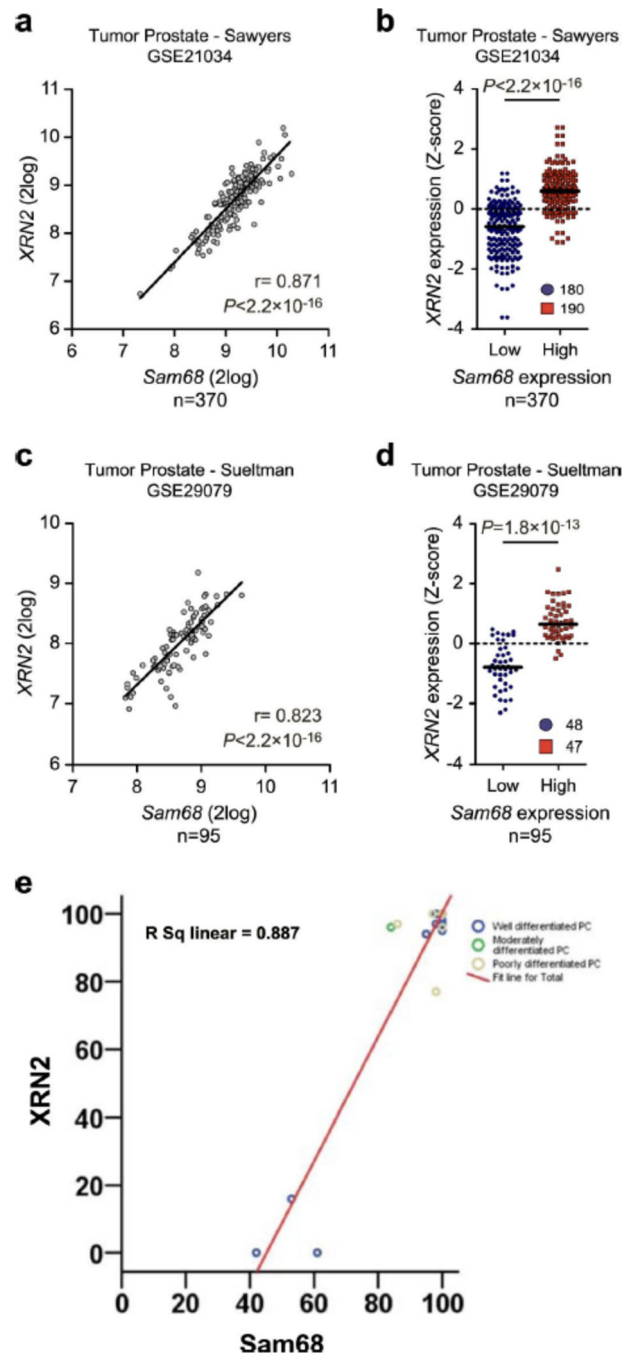 a
Tumor Prostate - Sawyers
GSE21034
11
10
9
8
7
6
XRN2 (2log)
r= 0.871
P<2.2×10-16
6 7 8 9 10 11
Sam68 (2log)
n=370
b
Tumor Prostate - Sawyers
GSE21034
P<2.2×10-16
4
2
0
-2
-4
XRN2 expression (Z-score)
180
190
Low High
Sam68 expression
n=370
c
Tumor Prostate - Sueltman
GSE29079
10
9
8
7
6
XRN2 (2log)
r= 0.823
P<2.2×10-16
7 8 9 10 11
Sam68 (2log)
n=95
d
Tumor Prostate - Sueltman
GSE29079
P=1.8×10-13
4
2
0
-2
-4
XRN2 expression (Z-score)
48
47
Low High
Sam68 expression
n=95
e
R Sq linear = 0.887
Well differentiated PC
Moderately
differentiated PC
Poorly differentiated PC
Fit line for Total
100
80
60
40
20
0
XRN2
0 20 40 60 80 100
Sam68